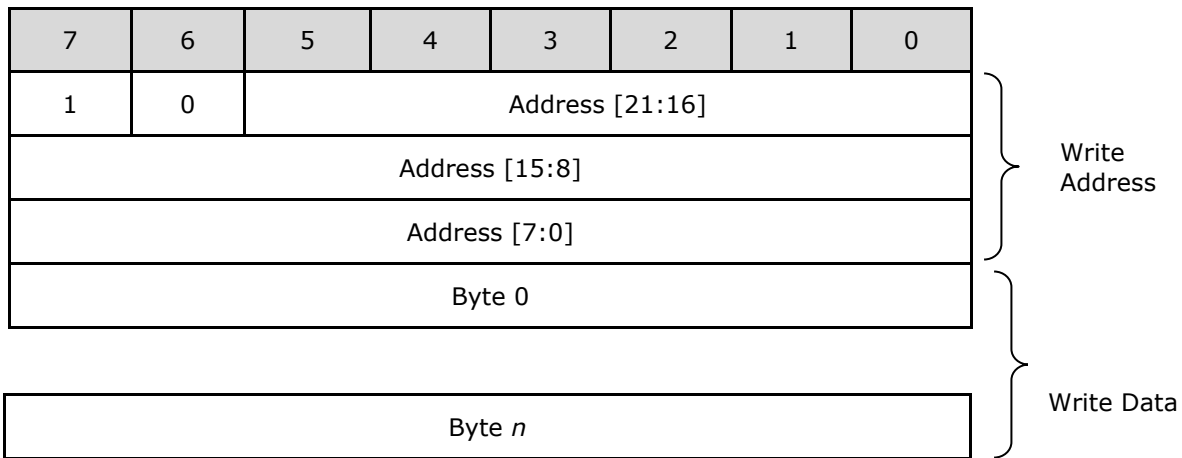 7 6 5 4 3 2 1 0
1 0 Address [21:16]
Address [15:8]
Write
Address
Address [7:0]
Byte 0
Write Data
Byte n